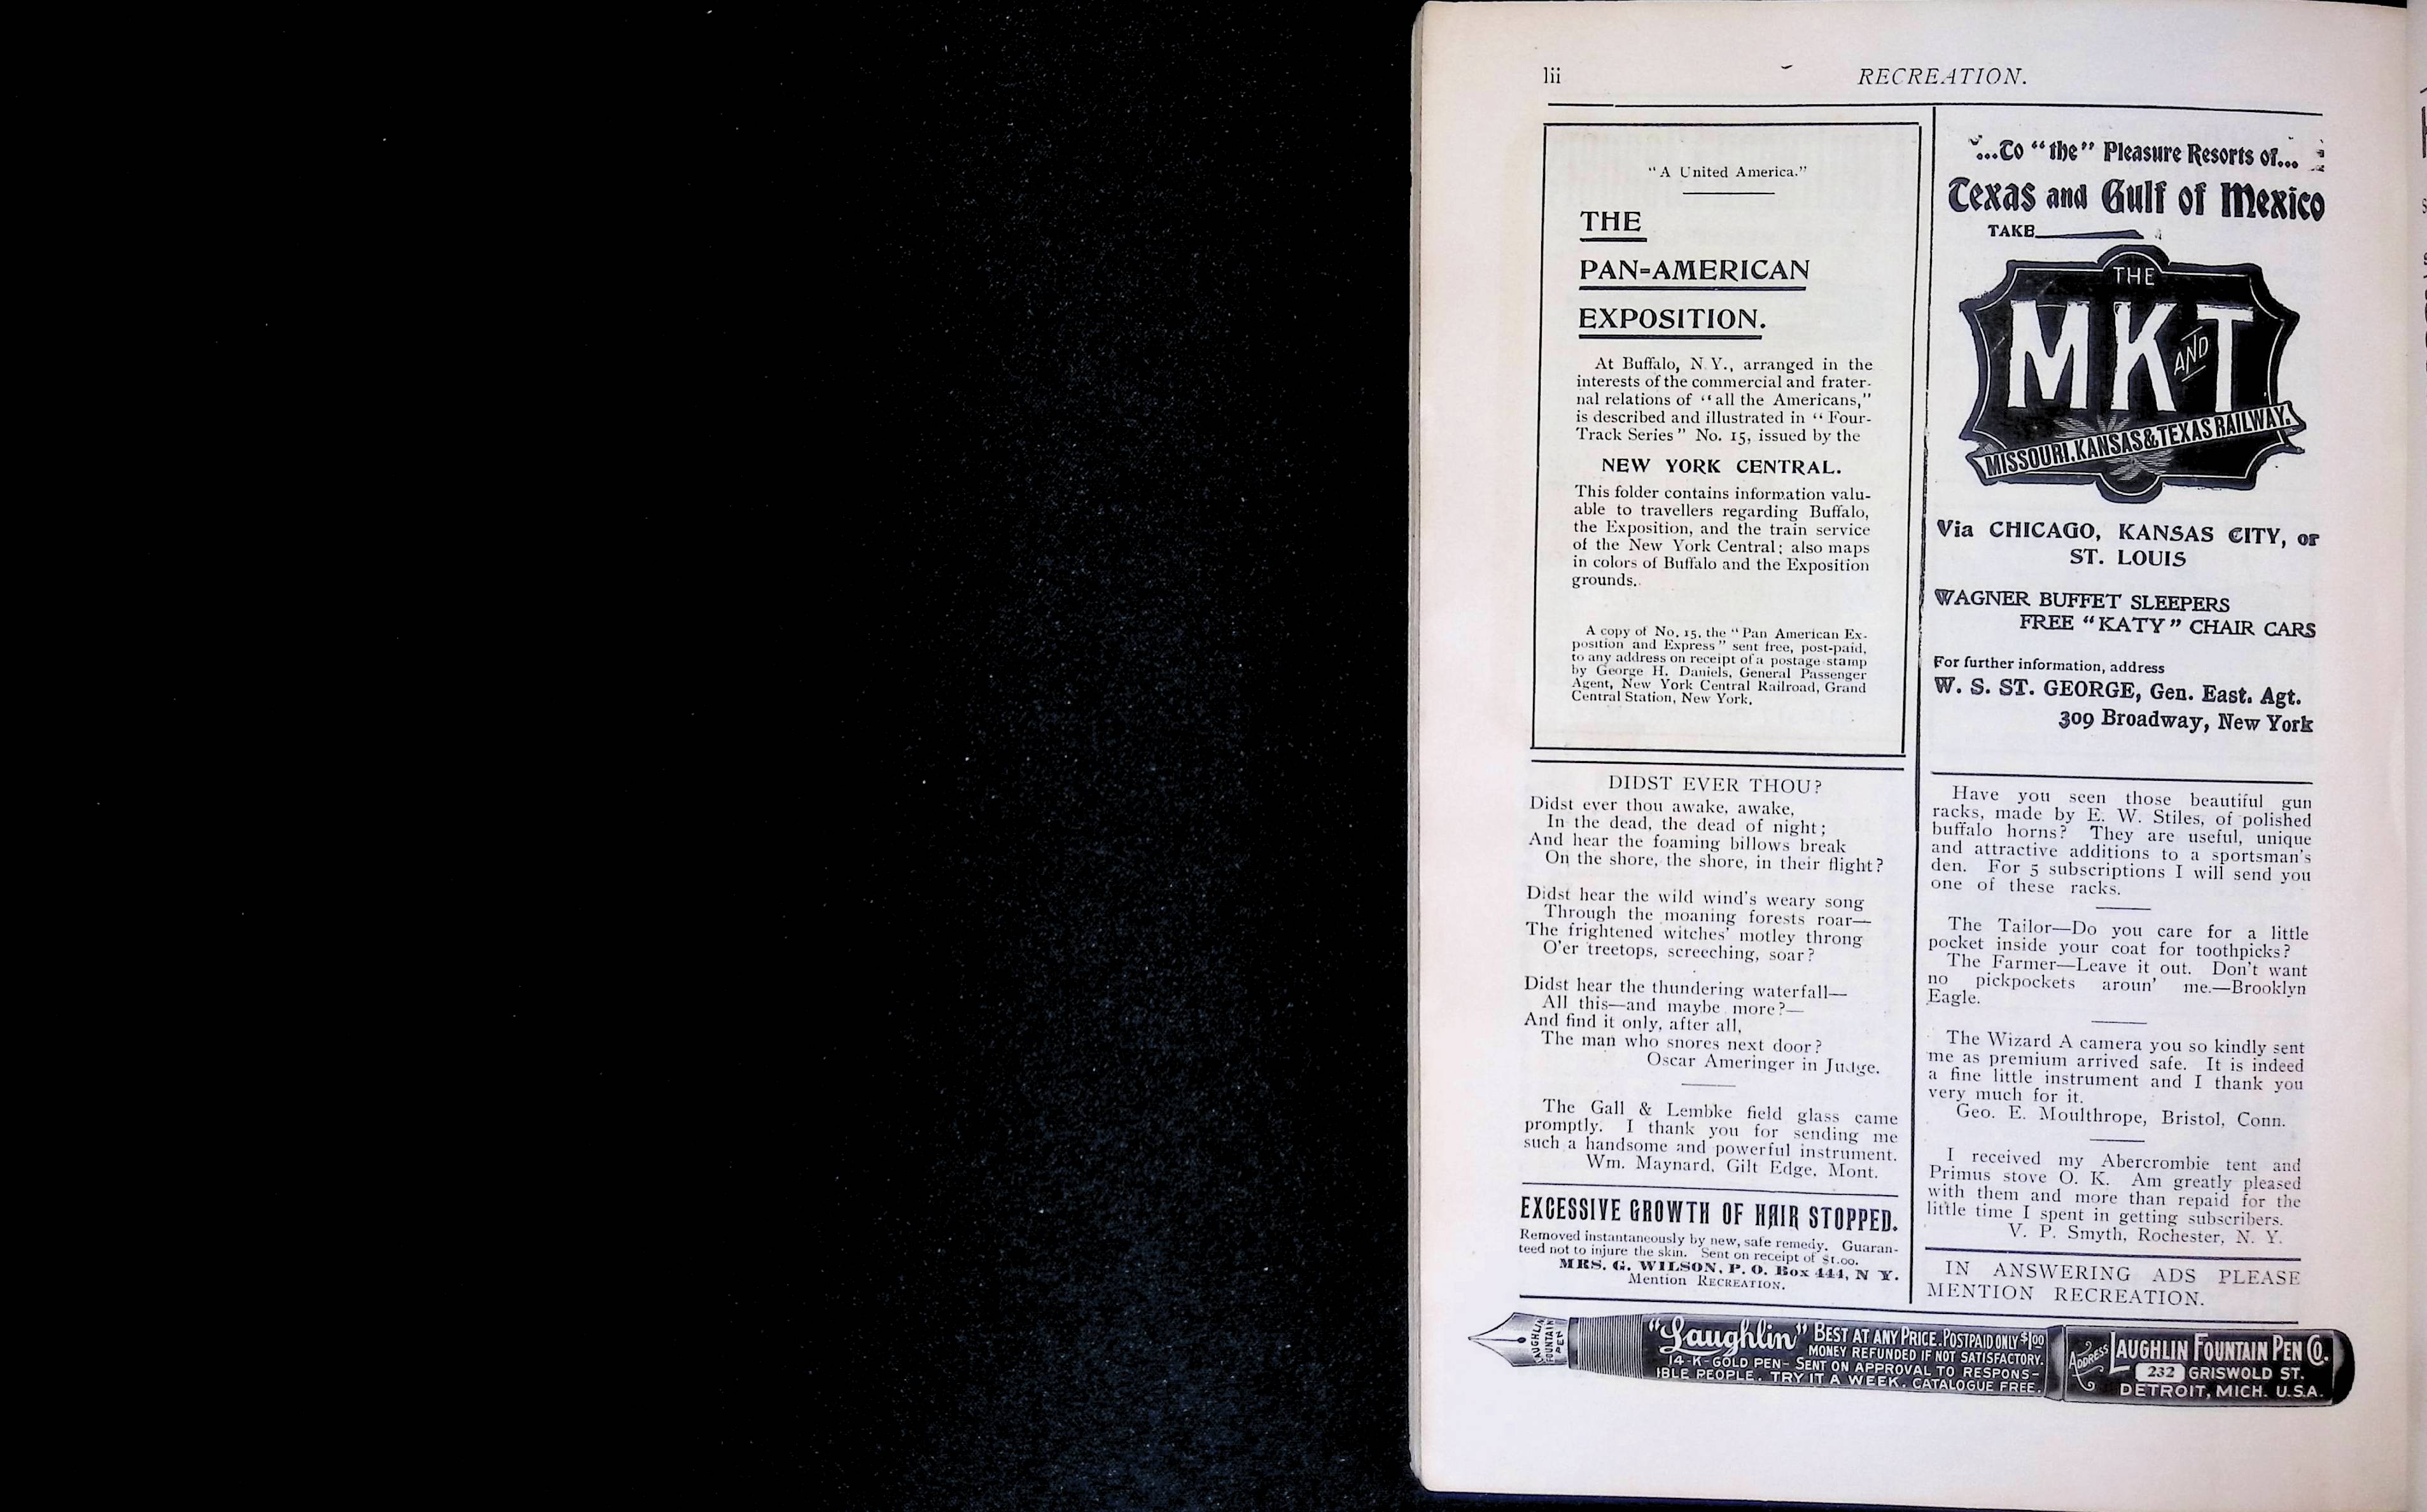 lii
RECREATION.
"A United America."
THE
PAN-AMERICAN
EXPOSITION.
At Buffalo, N. Y., arranged in the
interests of the commercial and frater-
nal relations of "all the Americans,"
is described and illustrated in "Four-
Track Series" No. 15, issued by the
NEW YORK CENTRAL.
This folder contains information valu-
able to travellers regarding Buffalo,
the Exposition, and the train service
of the New York Central; also maps
in colors of Buffalo and the Exposition
grounds.
A copy of No. 15, the "Pan American Ex-
position and Express" sent free, post-paid,
to any address on receipt of a postage stamp
by George H. Daniels, General Passenger
Agent, New York Central Railroad, Grand
Central Station, New York.
DIDST EVER THOU?
Didst ever thou awake, awake,
In the dead, the dead of night;
And hear the foaming billows break
On the shore, the shore, in their flight?
Didst hear the wild wind's weary song
Through the moaning forests roar—
The frightened witches' motley throng
O'er treetops, screeching, soar?
Didst hear the thundering waterfall—
All this—and maybe more?—
And find it only, after all,
The man who snores next door?
Oscar Ameringer in Judge.
The Gall & Lembke field glass came
promptly. I thank you for sending me
such a handsome and powerful instrument.
Wm. Maynard, Gilt Edge, Mont.
EXCESSIVE GROWTH OF HAIR STOPPED.
Removed instantaneously by new, safe remedy. Guaran-
teed not to injure the skin. Sent on receipt of $1.00.
MRS. G. WILSON, P. O. Box 444, N Y.
Mention RECREATION.
...To "the" Pleasure Resorts of...
Texas and Gulf of Mexico
TAKE
THE
MK AND T
MISSOURI, KANSAS & TEXAS RAILWAY.
Via CHICAGO, KANSAS CITY, or
ST. LOUIS
WAGNER BUFFET SLEEPERS
FREE "KATY" CHAIR CARS
For further information, address
W. S. ST. GEORGE, Gen. East. Agt.
309 Broadway, New York
Have you seen those beautiful gun
racks, made by E. W. Stiles, of polished
buffalo horns? They are useful, unique
and attractive additions to a sportsman's
den. For 5 subscriptions I will send you
one of these racks.
The Tailor—Do you care for a little
pocket inside your coat for toothpicks?
The Farmer—Leave it out. Don't want
no pickpockets aroun' me.—Brooklyn
Eagle.
The Wizard A camera you so kindly sent
me as premium arrived safe. It is indeed
a fine little instrument and I thank you
very much for it.
Geo. E. Moulthrope, Bristol, Conn.
I received my Abercrombie tent and
Primus stove O. K. Am greatly pleased
with them and more than repaid for the
little time I spent in getting subscribers.
V. P. Smyth, Rochester, N. Y.
IN ANSWERING ADS PLEASE
MENTION RECREATION.
LAUGHLIN
FOUNTAIN
PEN
"Laughlin" BEST AT ANY PRICE. POSTPAID ONLY $1.00
MONEY REFUNDED IF NOT SATISFACTORY.
14-K-GOLD PEN- SENT ON APPROVAL TO RESPONS-
IBLE PEOPLE. TRY IT A WEEK. CATALOGUE FREE.
ADDRESS LAUGHLIN FOUNTAIN PEN CO.
232 GRISWOLD ST.
DETROIT, MICH. U.S.A.